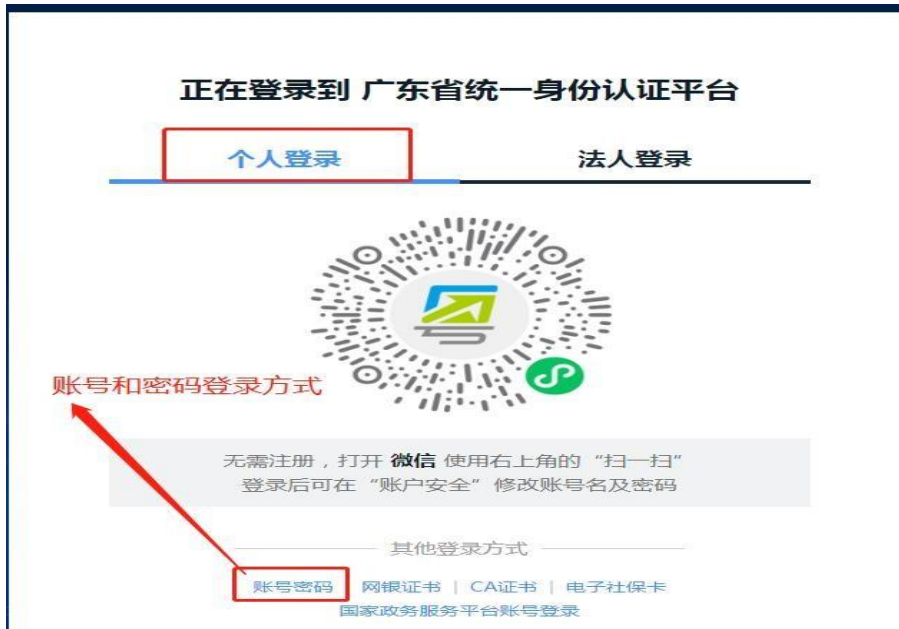 正在登录到 广东省统一身份认证平台
个人登录 法人登录
账号和密码登录方式
无需注册，打开 微信 使用右上角的“扫一扫”
登录后可在“账户安全”修改账号名及密码
其他登录方式
账号密码 网银证书 | CA证书 | 电子社保卡
国家政务服务平台账号登录